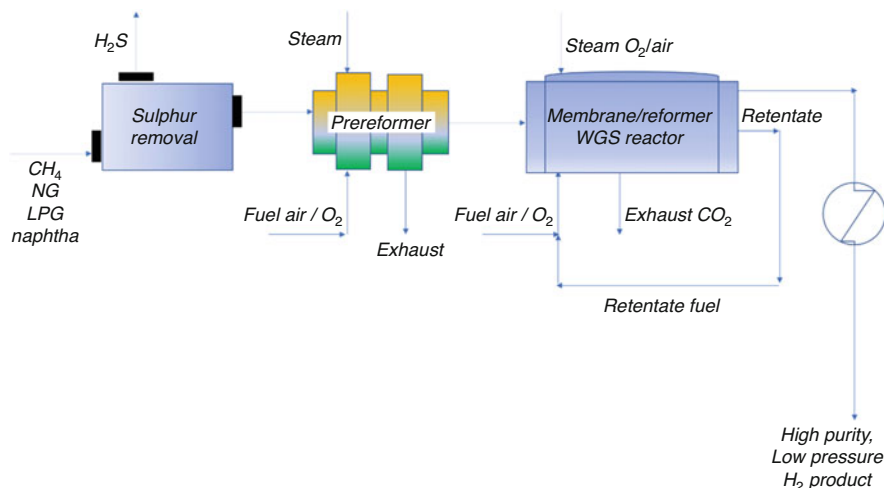 H₂S
Steam
Steam O₂/air
Sulphur
removal
Prereformer
Membrane/reformer
WGS reactor
Retentate
CH₄
NG
LPG
naphtha
Fuel air / O₂
Exhaust
Fuel air / O₂
Exhaust CO₂
Retentate fuel
High purity,
Low pressure
H₂ product